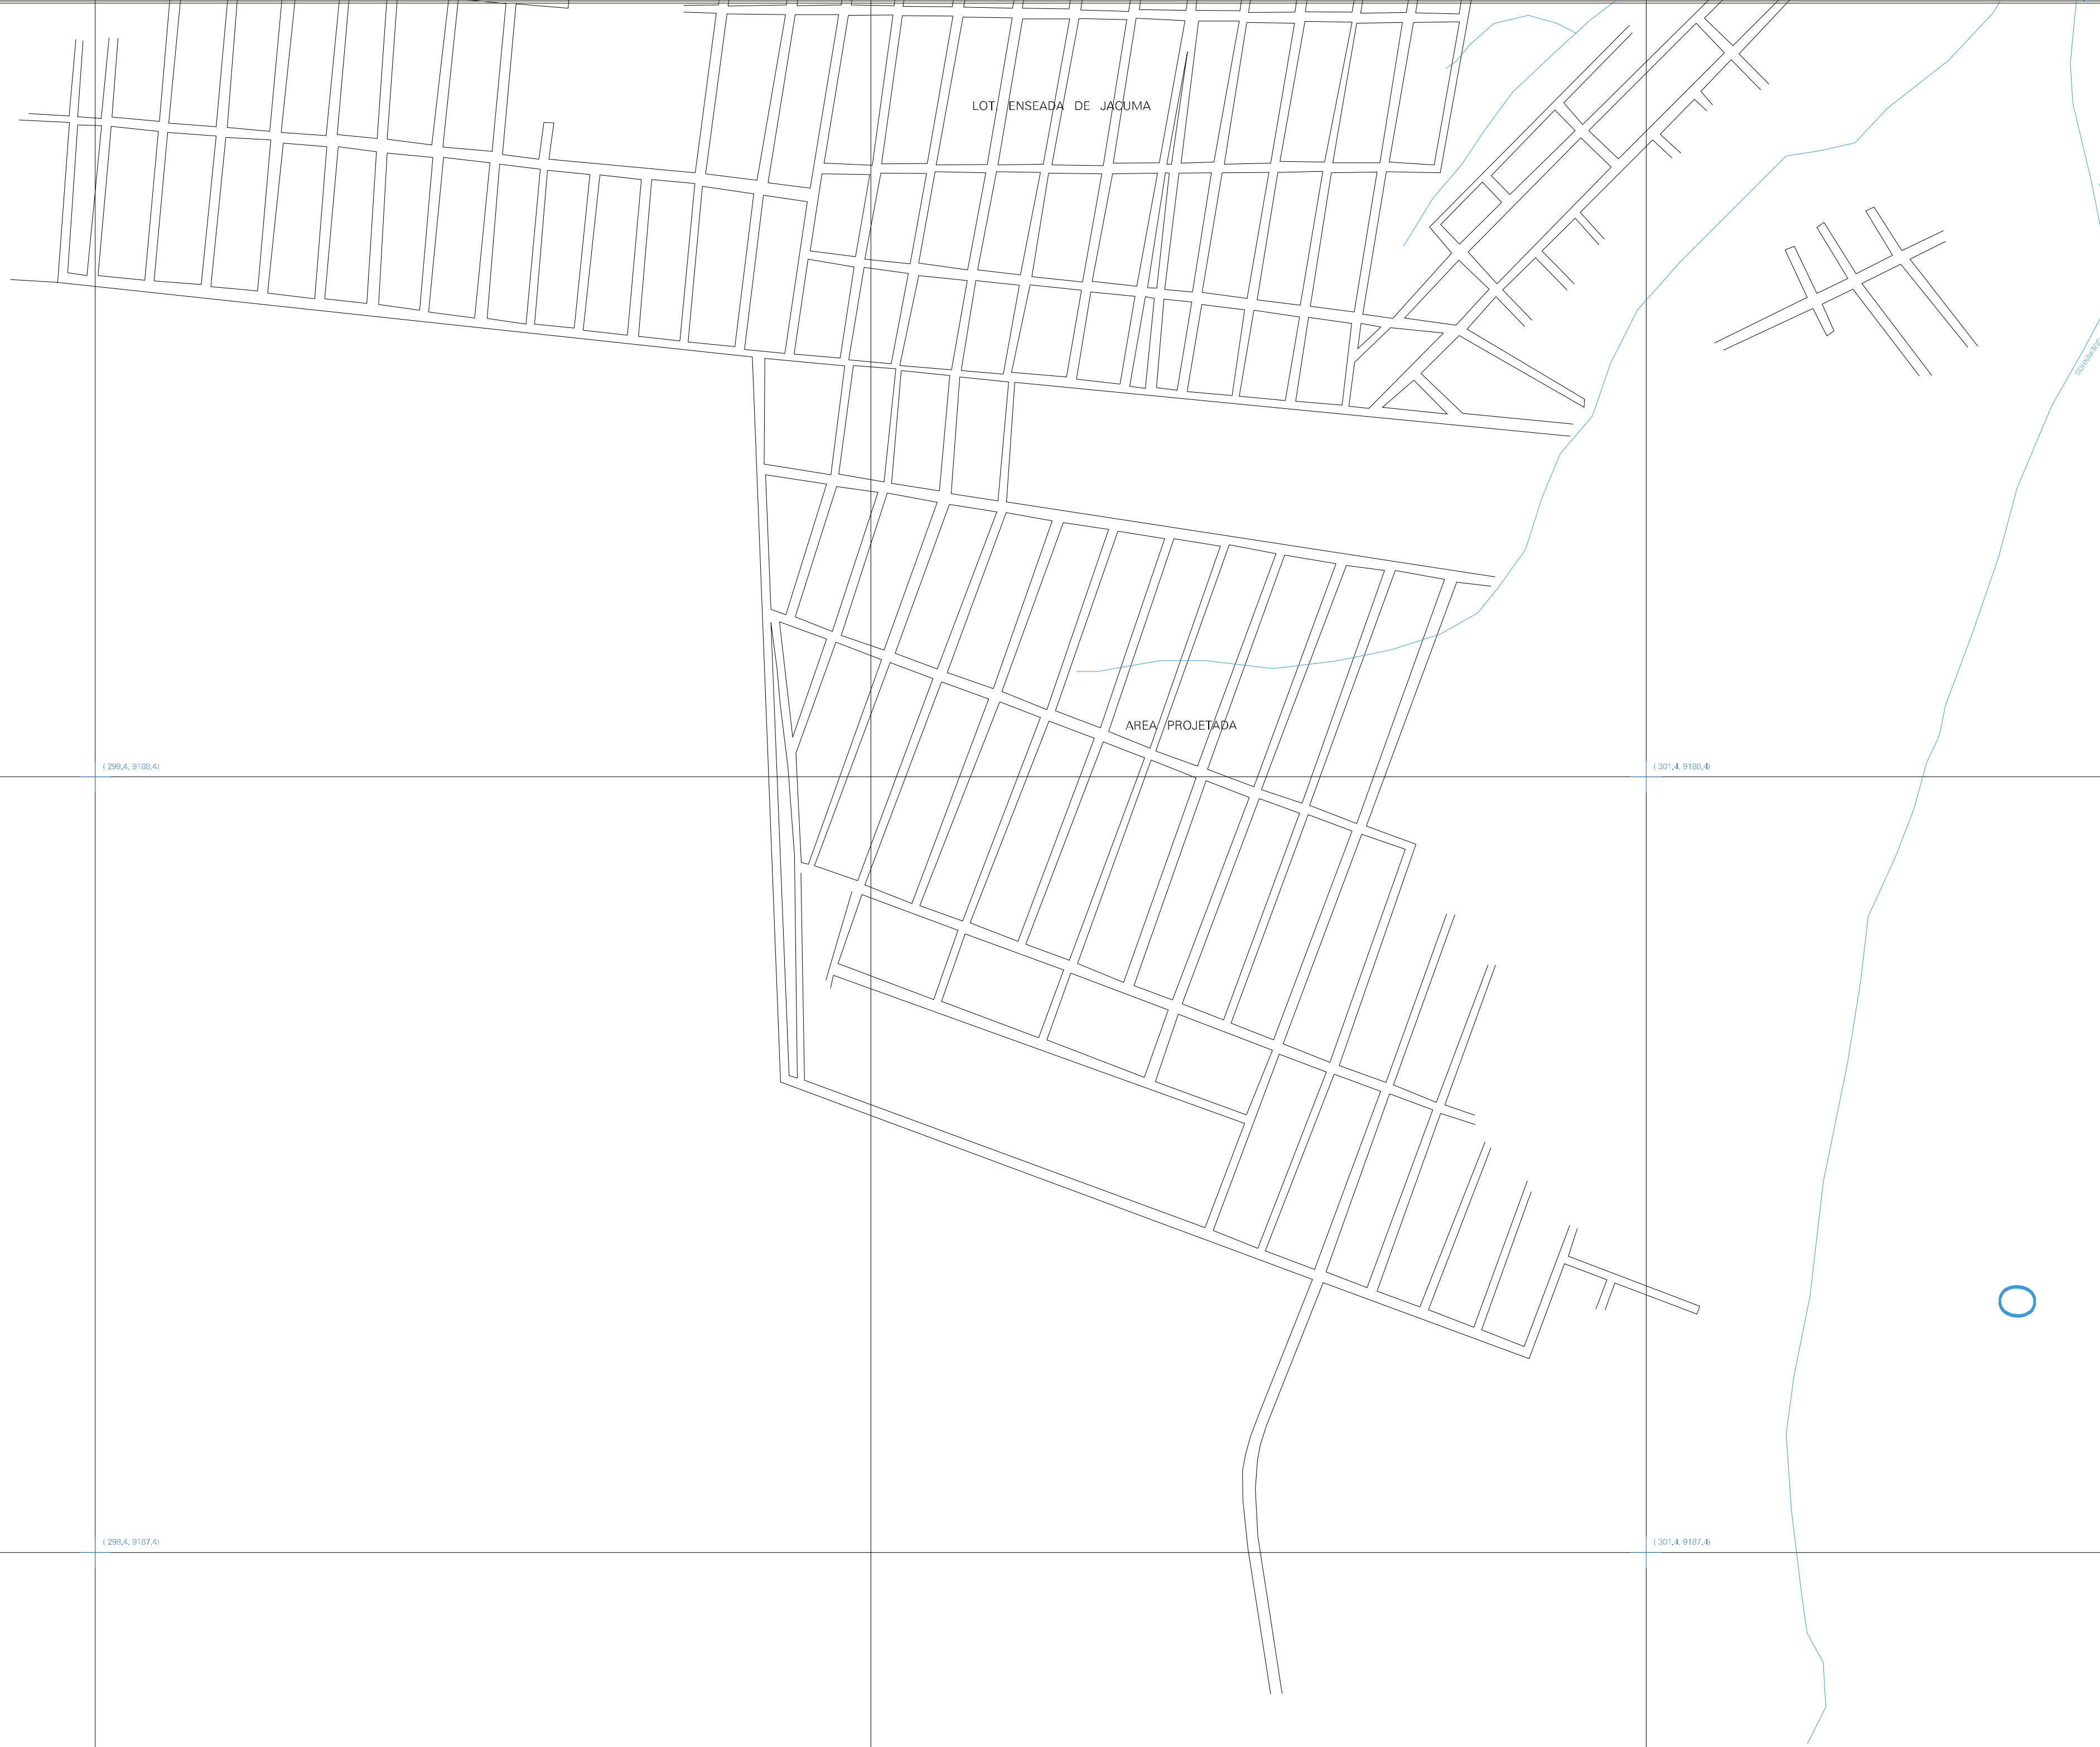 LOT. ENSEADA DE JACUMA
AREA PROJETADA
( 299.4, 9188.4)
( 301.4, 9188.4)
( 299.4, 9187.4)
( 301.4, 9187.4)